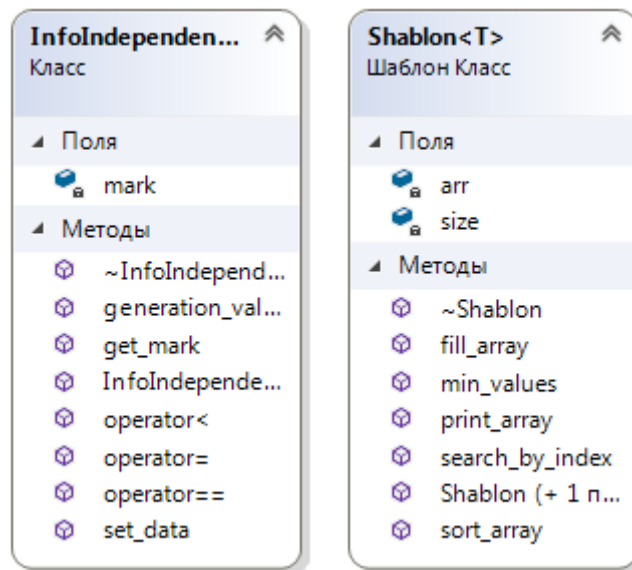 InfoIndependen...
Класс
Поля
mark
Методы
~InfoIndepend...
generation_val...
get_mark
InfoIndepende...
operator<
operator=
operator==
set_data
Shablon<T>
Шаблон Класс
Поля
arr
size
Методы
~Shablon
fill_array
min_values
print_array
search_by_index
Shablon (+ 1 п...
sort_array